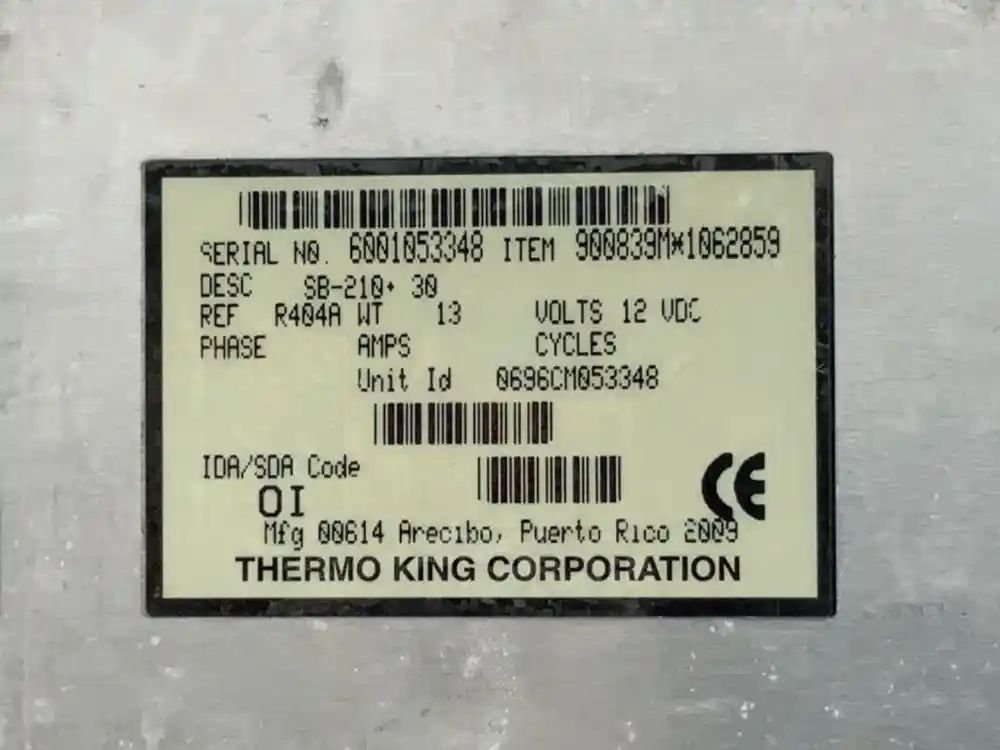 SERIAL NO. 6001053348 ITEM 900839M*1062859
DESC SB-210+ 30
REF R404A WT 13 VOLTS 12 VDC
PHASE AMPS CYCLES
Unit Id 0696CM053348
IDA/SDA Code
OI
CE
Mfg 00614 Arecibo, Puerto Rico 2009
THERMO KING CORPORATION